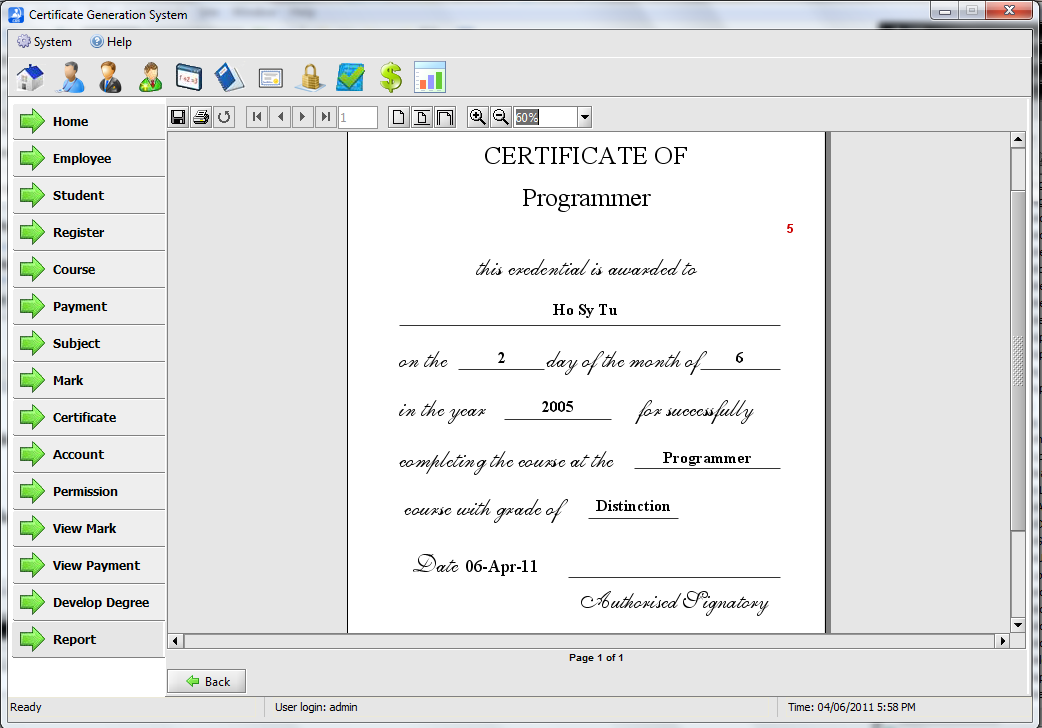 Certificate Generation System
System Help
Home
Employee
Student
Register
Course
Payment
Subject
Mark
Certificate
Account
Permission
View Mark
View Payment
Develop Degree
Report
1
60%
CERTIFICATE OF
Programmer
5
this credential is awarded to
Ho Sy Tu
on the 2 day of the month of 6
in the year 2005 for successfully
completing the course at the Programmer
course with grade of Distinction
Date 06-Apr-11
Authorised Signatory
Page 1 of 1
Back
Ready User login: admin Time: 04/06/2011 5:58 PM